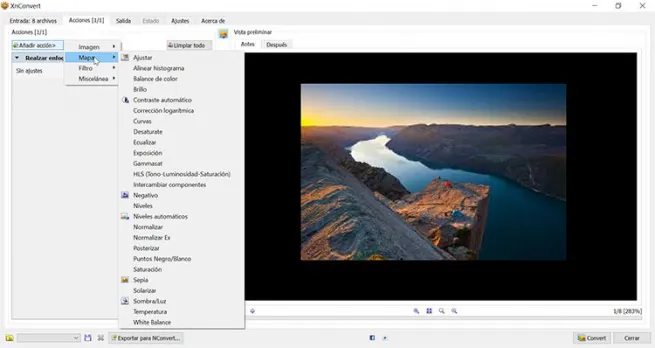 XnConvert
Entrada: 8 archivos
Acciones [1/1]
Salida
Estado
Ajustes
Acerca de
Acciones [1/1]
Añadir acción>
Limpiar todo
Realzar enfoc
Sin ajustes
Imagen
Mapa
Filtro
Miscelánea
Ajustar
Alinear histograma
Balance de color
Brillo
Contraste automático
Corrección logarítmica
Curvas
Desaturate
Ecualizar
Exposición
Gammasat
HLS (Tono-Luminosidad-Saturación)
Intercambiar componentes
Negativo
Niveles
Niveles automáticos
Normalizar
Normalizar Ex
Posterizar
Puntos Negro/Blanco
Saturación
Sepia
Solarizar
Sombra/Luz
Temperatura
White Balance
Vista preliminar
Antes
Después
1/8 [283%]
Exportar para NConvert...
Convert
Cerrar